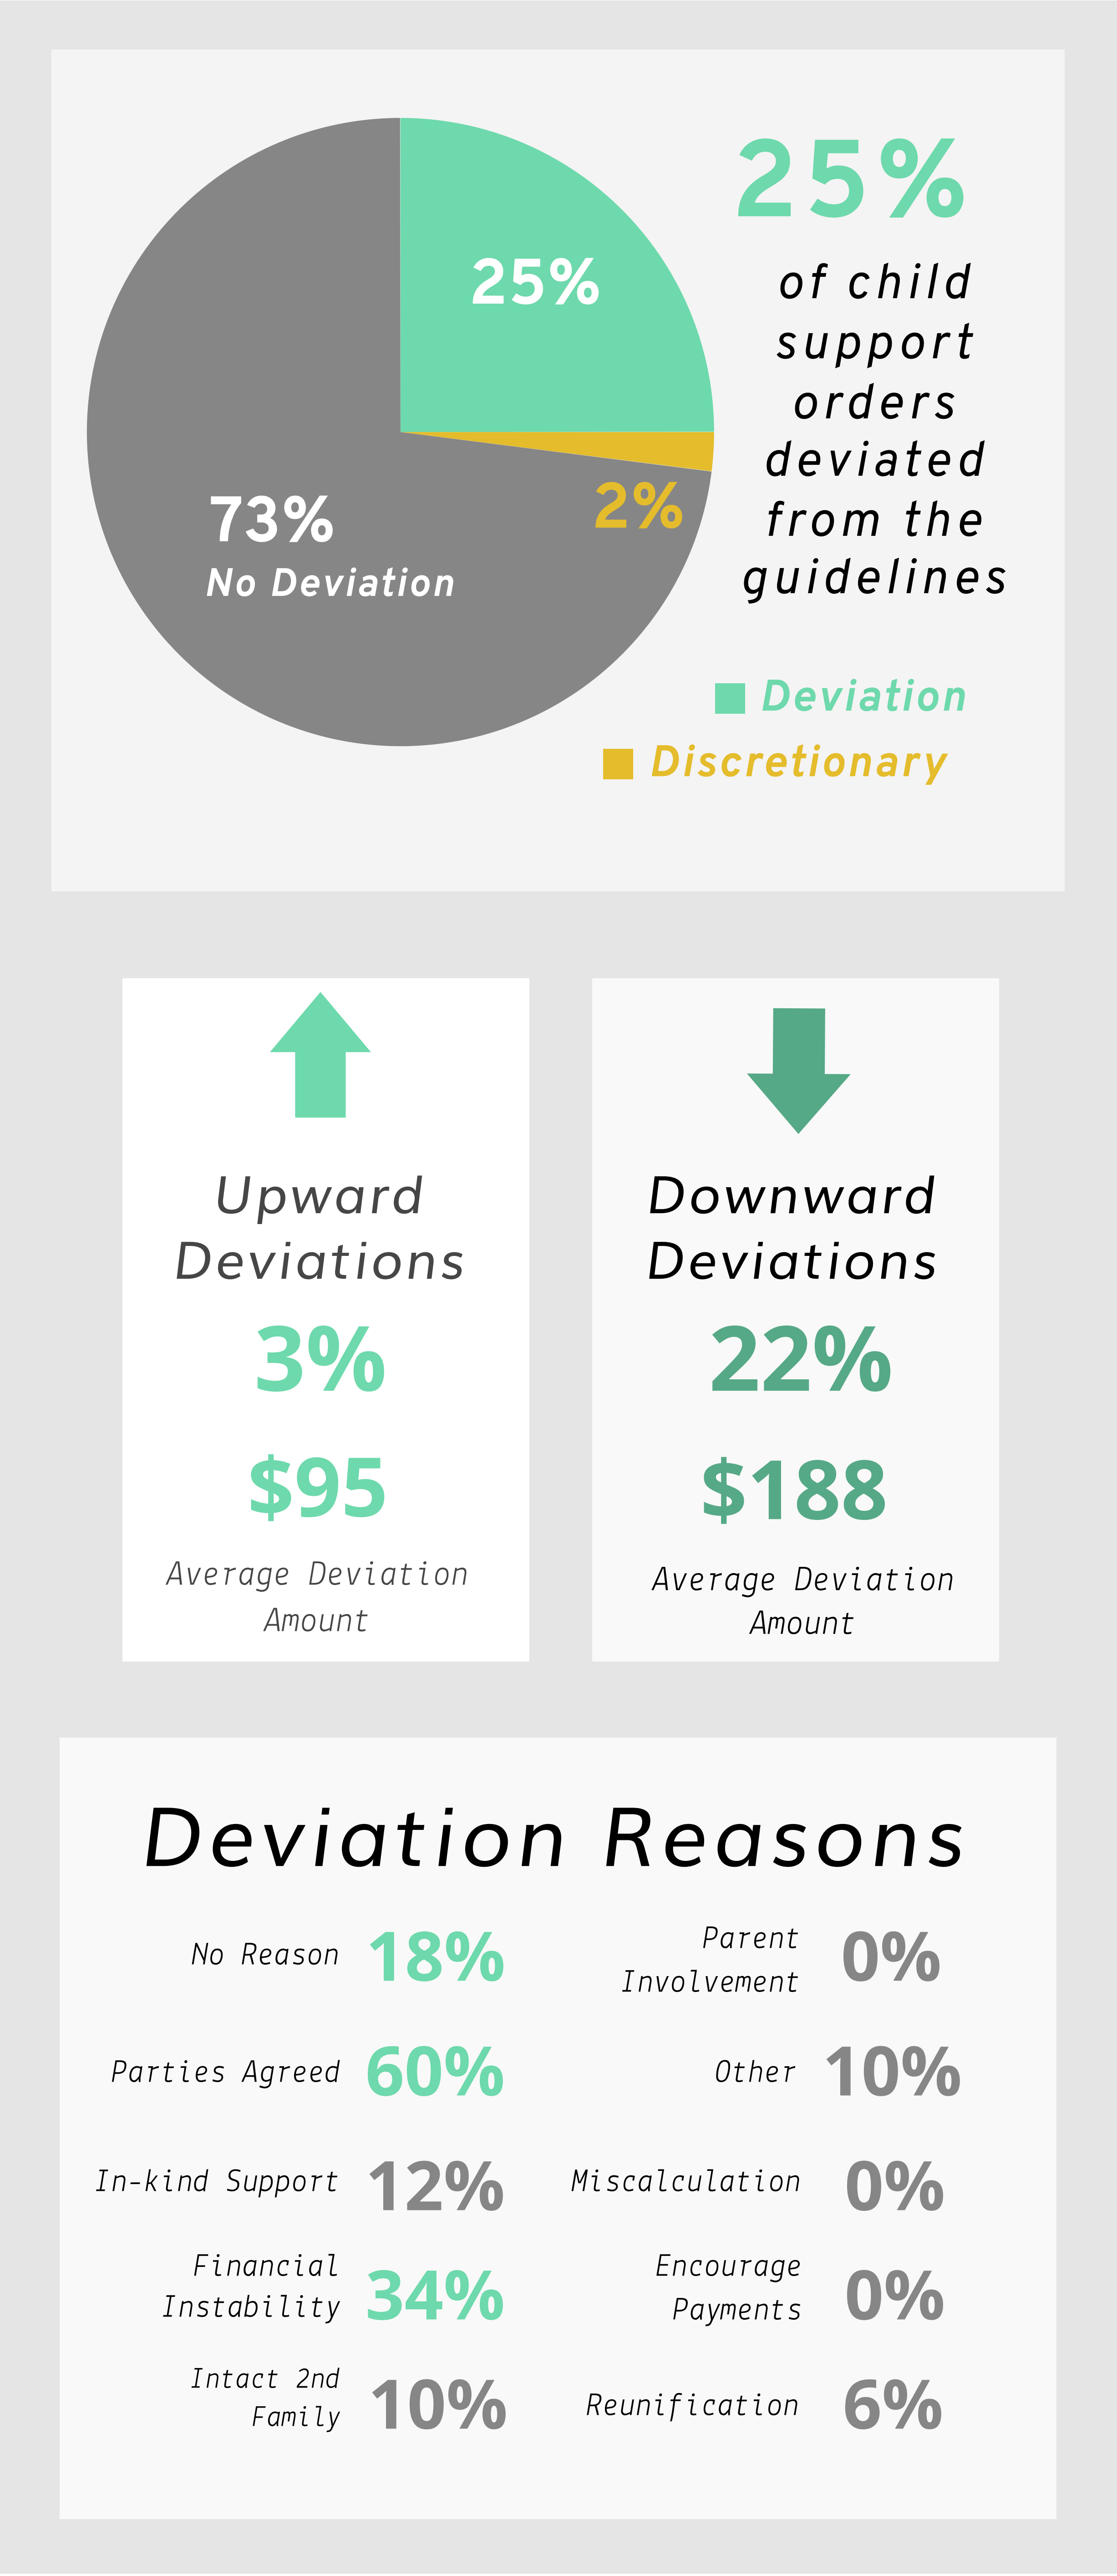 25%
of child
support
orders
deviated
from the
guidelines
25%
73%
No Deviation
2%
Deviation
Discretionary
Upward
Deviations
3%
$95
Average Deviation
Amount
Downward
Deviations
22%
$188
Average Deviation
Amount
Deviation Reasons
No Reason 18%
Parties Agreed 60%
In-kind Support 12%
Financial
Instability 34%
Intact 2nd
Family 10%
Parent
Involvement 0%
Other 10%
Miscalculation 0%
Encourage
Payments 0%
Reunification 6%